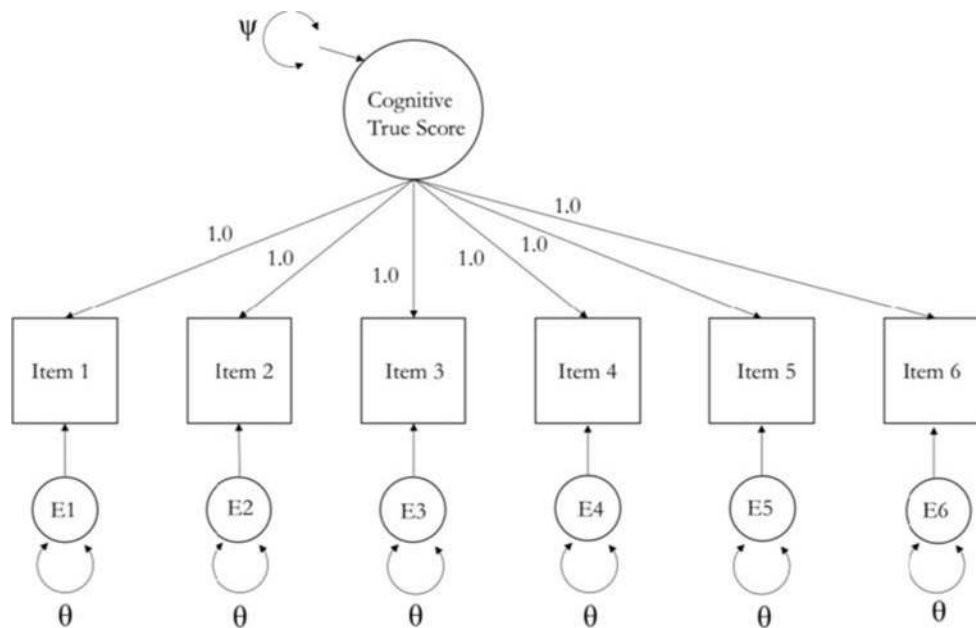 Ψ
Cognitive
True Score
1.0
1.0
1.0
1.0
1.0
1.0
Item 1
Item 2
Item 3
Item 4
Item 5
Item 6
E1
E2
E3
E4
E5
E6
θ
θ
θ
θ
θ
θ